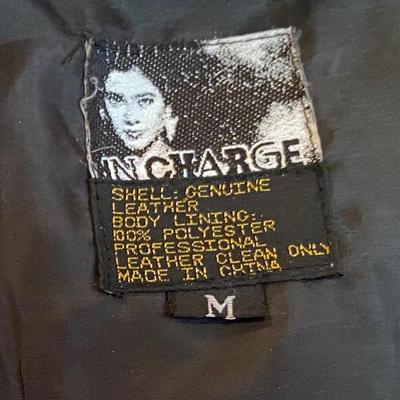 IN CHARGE
SHELL: GENUINE
LEATHER
BODY LINING:
100% POLYESTER
PROFESSIONAL
LEATHER CLEAN ONLY
MADE IN CHINA
M